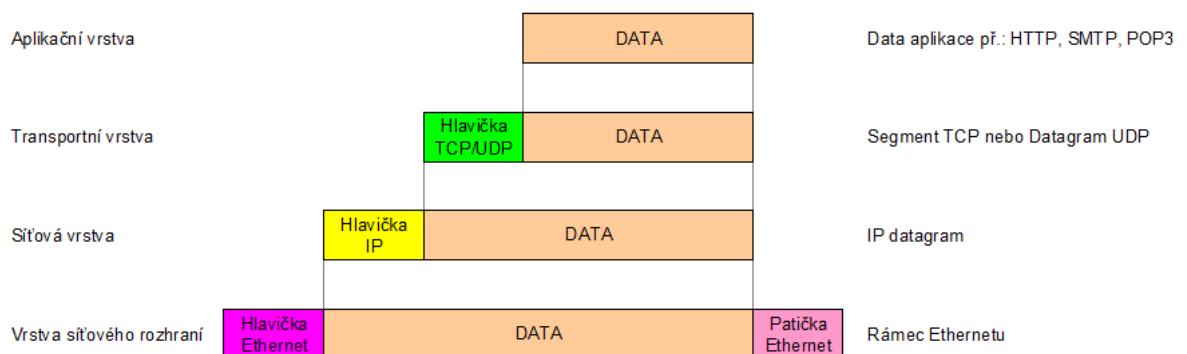 Aplikační vrstva
DATA
Data aplikace př.: HTTP, SMTP, POP3
Transportní vrstva
Hlavička
TCP/UDP
DATA
Segment TCP nebo Datagram UDP
Síťová vrstva
Hlavička
IP
DATA
IP datagram
Vrstva síťového rozhraní
Hlavička
Ethernet
DATA
Patička
Ethernet
Rámec Ethernetu